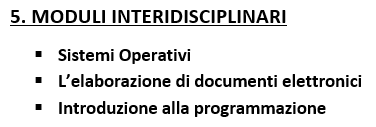 5. MODULI INTERIDISCIPLINARI
▪ Sistemi Operativi
▪ L'elaborazione di documenti elettronici
▪ Introduzione alla programmazione